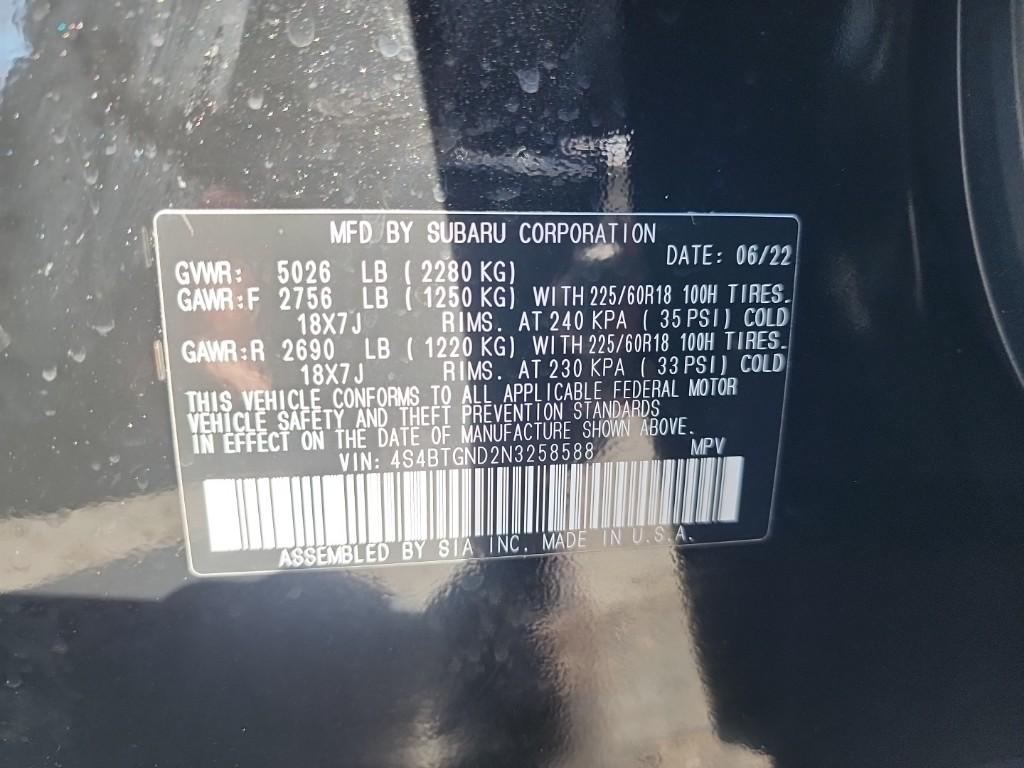 MFD BY SUBARU CORPORATION
DATE: 06/22
GVWR: 5026 LB ( 2280 KG)
GAWR:F 2756 LB ( 1250 KG) WITH 225/60R18 100H TIRES.
18X7J RIMS. AT 240 KPA ( 35 PSI) COLD
GAWR:R 2690 LB ( 1220 KG) WITH 225/60R18 100H TIRES.
18X7J RIMS. AT 230 KPA ( 33 PSI) COLD
THIS VEHICLE CONFORMS TO ALL APPLICABLE FEDERAL MOTOR
VEHICLE SAFETY AND THEFT PREVENTION STANDARDS
IN EFFECT ON THE DATE OF MANUFACTURE SHOWN ABOVE.
VIN: 4S4BTGND2N3258588 MPV
ASSEMBLED BY SIA INC. MADE IN U.S.A.